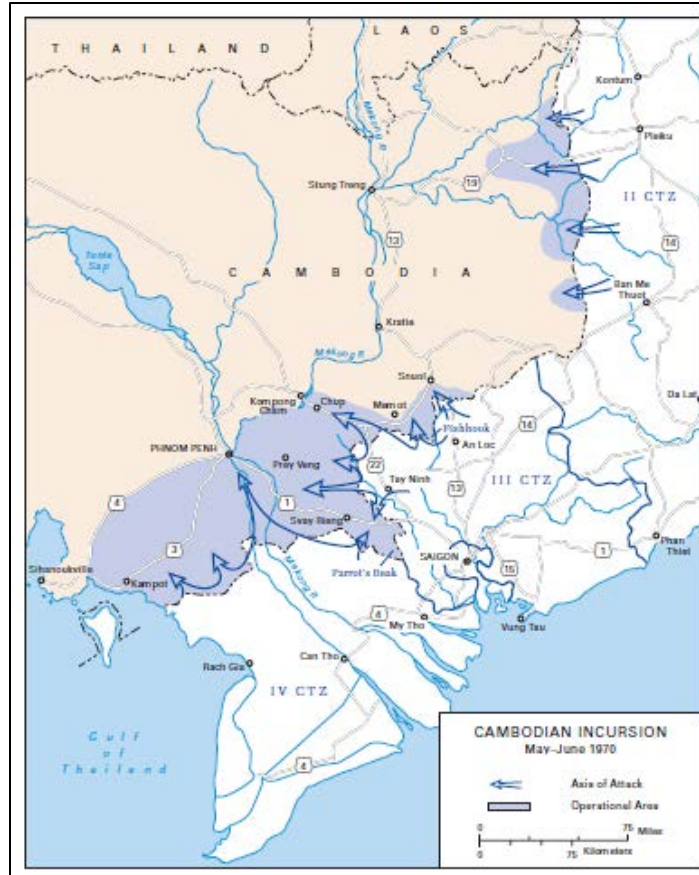 LAOS
THAILAND
Kontum
Mekong R
Pleiku
Stung Treng
19
II CTZ
13
14
Tonle
Sap
CAMBODIA
Ban Me
Thuot
Kratie
Mekong R
Snuol
Da Lat
Kompong
Cham
Chup
Memot
Fishhook
14
An Loc
PHNOM PENH
Prey Veng
22
III CTZ
Tay Ninh
13
4
1
Svay Rieng
SAIGON
1
Phan
Thiet
3
15
Sihanoukville
Kampot
Parrot's Beak
4
My Tho
Vung Tau
Can Tho
Rach Gia
IV CTZ
Gulf
of
Thailand
4
CAMBODIAN INCURSION
May–June 1970
Axis of Attack
Operational Area
0
75
Miles
0
75
Kilometers